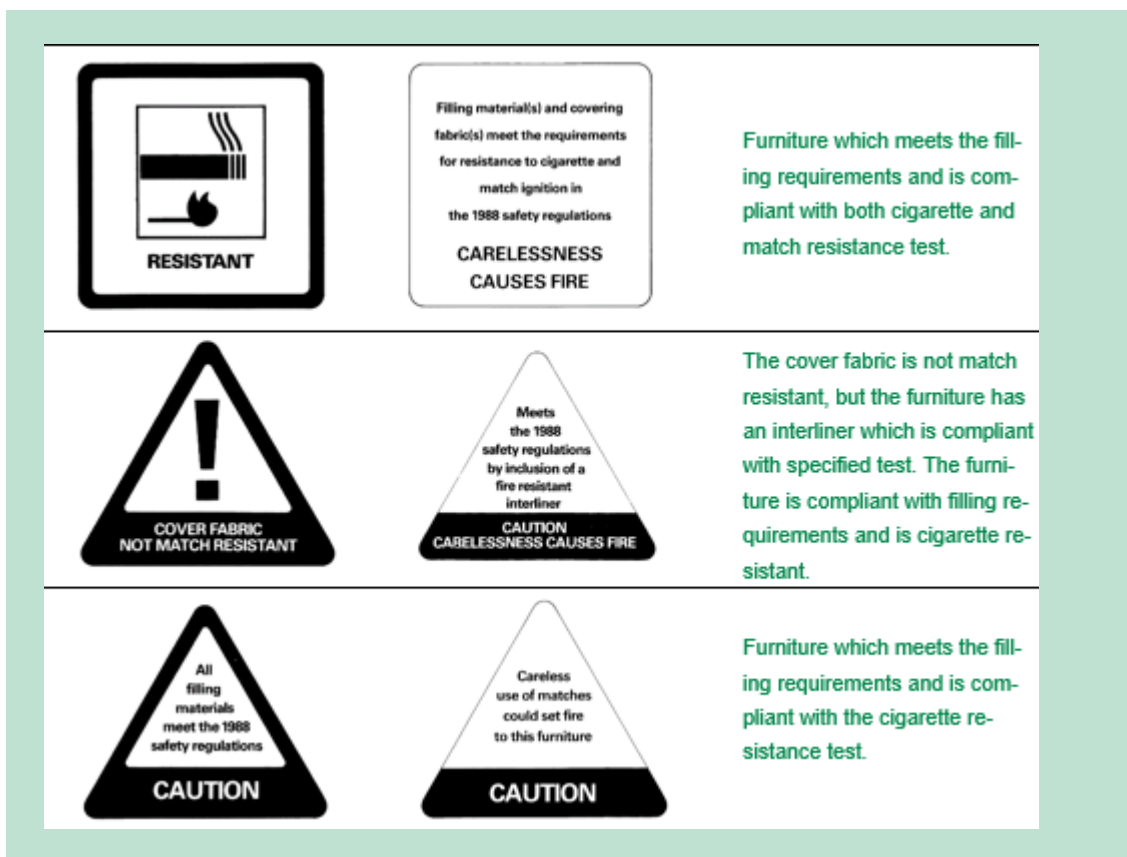 RESISTANT
Filling material(s) and covering
fabric(s) meet the requirements
for resistance to cigarette and
match ignition in
the 1988 safety regulations
CARELESSNESS
CAUSES FIRE
Furniture which meets the fill-
ing requirements and is com-
pliant with both cigarette and
match resistance test.
!
COVER FABRIC
NOT MATCH RESISTANT
Meets
the 1988
safety regulations
by inclusion of a
fire resistant
interliner
CAUTION
CARELESSNESS CAUSES FIRE
The cover fabric is not match
resistant, but the furniture has
an interliner which is compliant
with specified test. The furni-
ture is compliant with filling re-
quirements and is cigarette re-
sistant.
All
filling
materials
meet the 1988
safety regulations
CAUTION
Careless
use of matches
could set fire
to this furniture
CAUTION
Furniture which meets the fill-
ing requirements and is com-
pliant with the cigarette re-
sistance test.